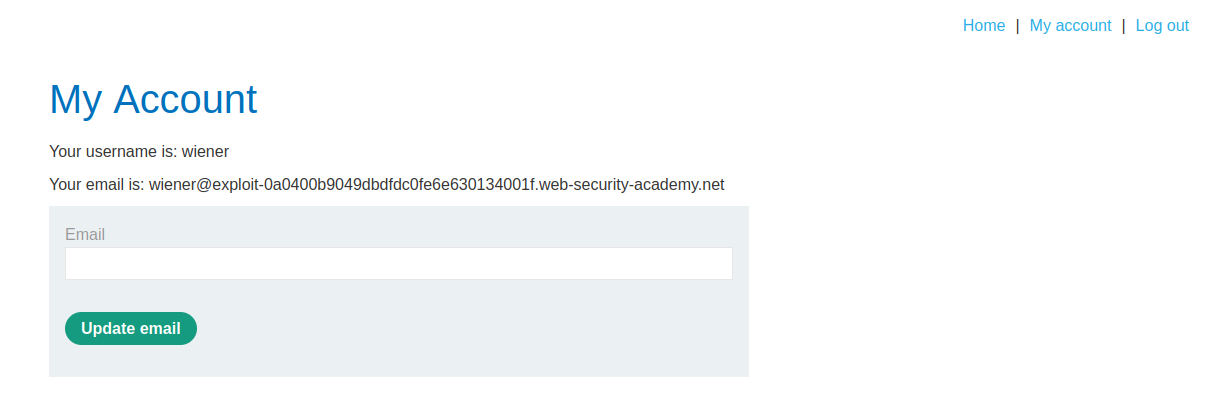 Home | My account | Log out
My Account
Your username is: wiener
Your email is: wiener@exploit-0a0400b9049dbdfdc0fe6e630134001f.web-security-academy.net
Email
Update email